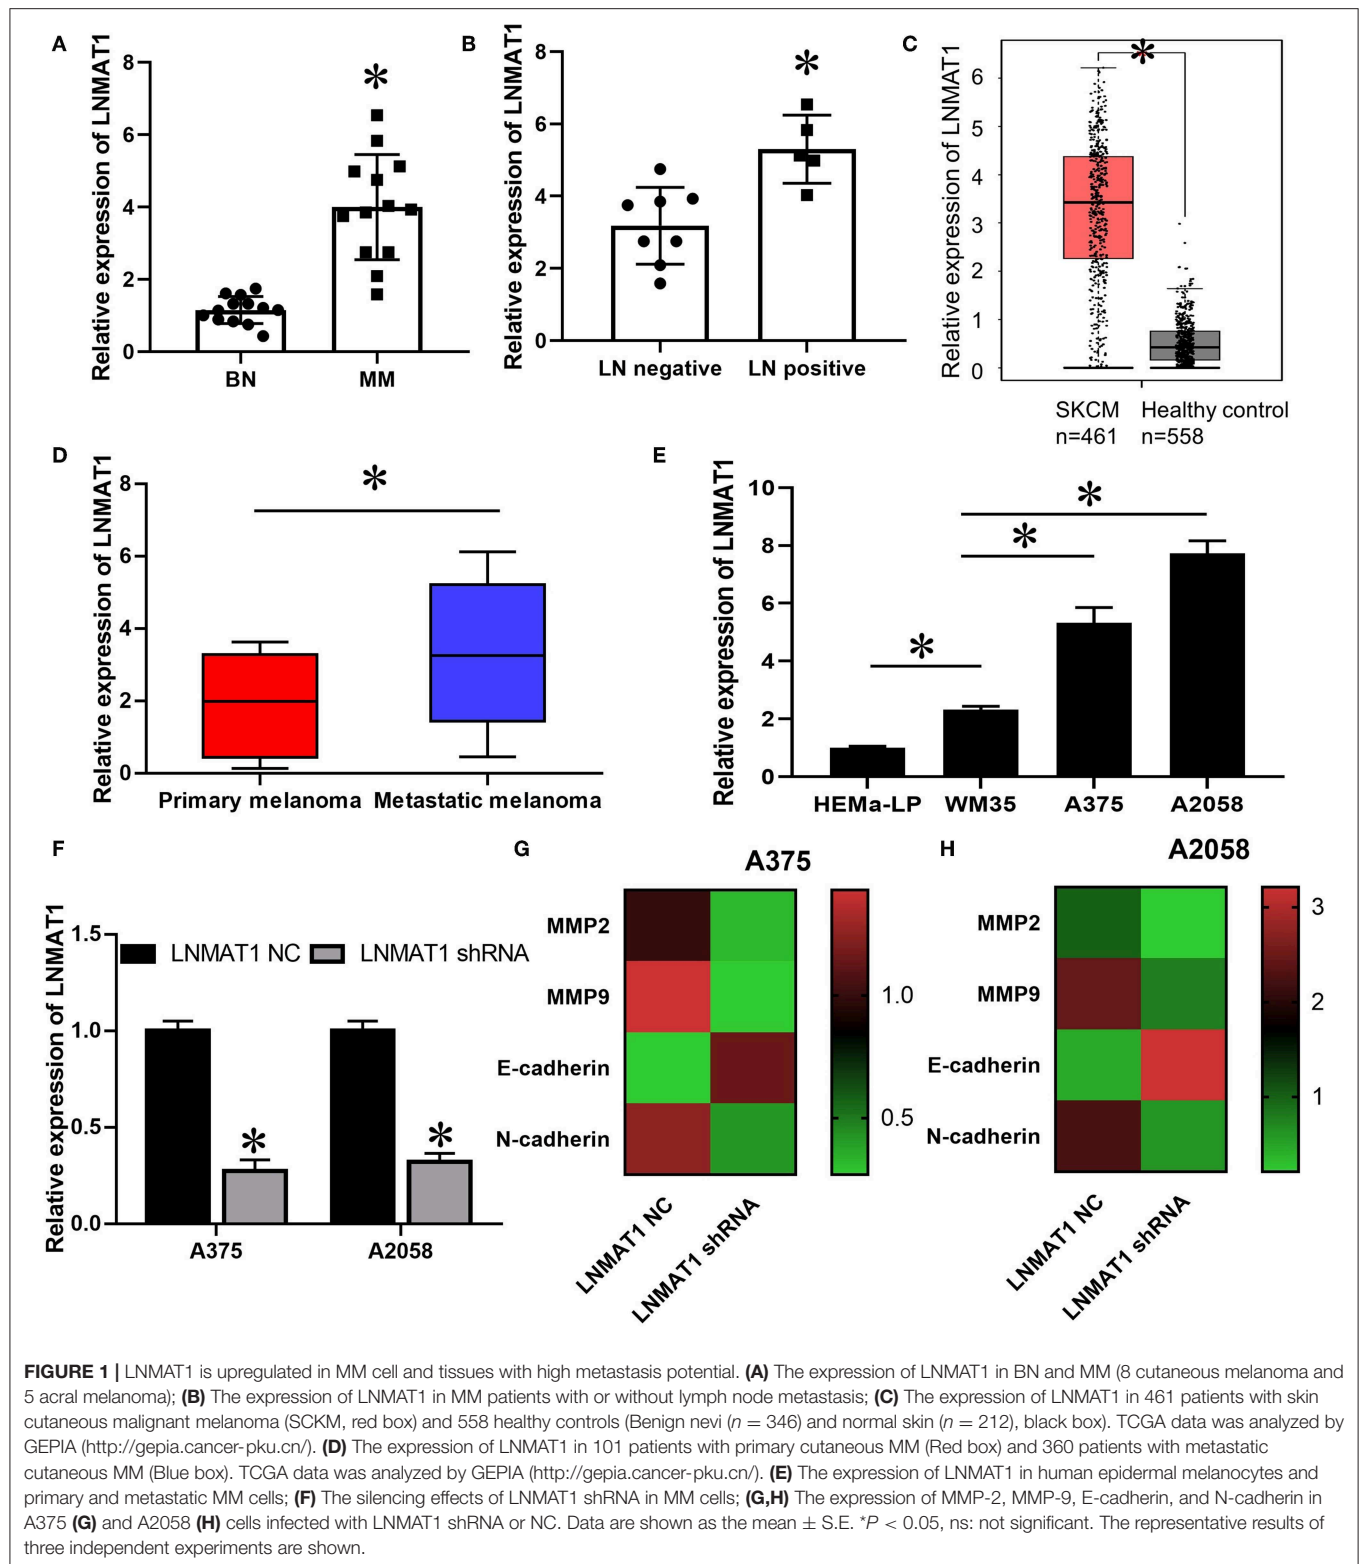 A
Relative expression of LNMAT1
8
6
4
2
0
*
BN
MM
B
Relative expression of LNMAT1
8
6
4
2
0
*
LN negative
LN positive
C
Relative expression of LNMAT1
6
5
4
3
2
1
0
*
SKCM Healthy control
n=461 n=558
D
Relative expression of LNMAT1
8
6
4
2
0
*
Primary melanoma
Metastatic melanoma
E
Relative expression of LNMAT1
10
8
6
4
2
0
*
*
*
HEMa-LP
WM35
A375
A2058
F
Relative expression of LNMAT1
1.5
1.0
0.5
0.0
LNMAT1 NC
LNMAT1 shRNA
*
*
A375
A2058
G
A375
MMP2
MMP9
E-cadherin
N-cadherin
1.0
0.5
LNMAT1 NC
LNMAT1 shRNA
H
A2058
MMP2
MMP9
E-cadherin
N-cadherin
3
2
1
LNMAT1 NC
LNMAT1 shRNA
FIGURE 1 | LNMAT1 is upregulated in MM cell and tissues with high metastasis potential. (A) The expression of LNMAT1 in BN and MM (8 cutaneous melanoma and
5 acral melanoma); (B) The expression of LNMAT1 in MM patients with or without lymph node metastasis; (C) The expression of LNMAT1 in 461 patients with skin
cutaneous malignant melanoma (SCKM, red box) and 558 healthy controls (Benign nevi (n = 346) and normal skin (n = 212), black box). TCGA data was analyzed by
GEPIA (http://gepia.cancer-pku.cn/). (D) The expression of LNMAT1 in 101 patients with primary cutaneous MM (Red box) and 360 patients with metastatic
cutaneous MM (Blue box). TCGA data was analyzed by GEPIA (http://gepia.cancer-pku.cn/). (E) The expression of LNMAT1 in human epidermal melanocytes and
primary and metastatic MM cells; (F) The silencing effects of LNMAT1 shRNA in MM cells; (G,H) The expression of MMP-2, MMP-9, E-cadherin, and N-cadherin in
A375 (G) and A2058 (H) cells infected with LNMAT1 shRNA or NC. Data are shown as the mean ± S.E. *P < 0.05, ns: not significant. The representative results of
three independent experiments are shown.